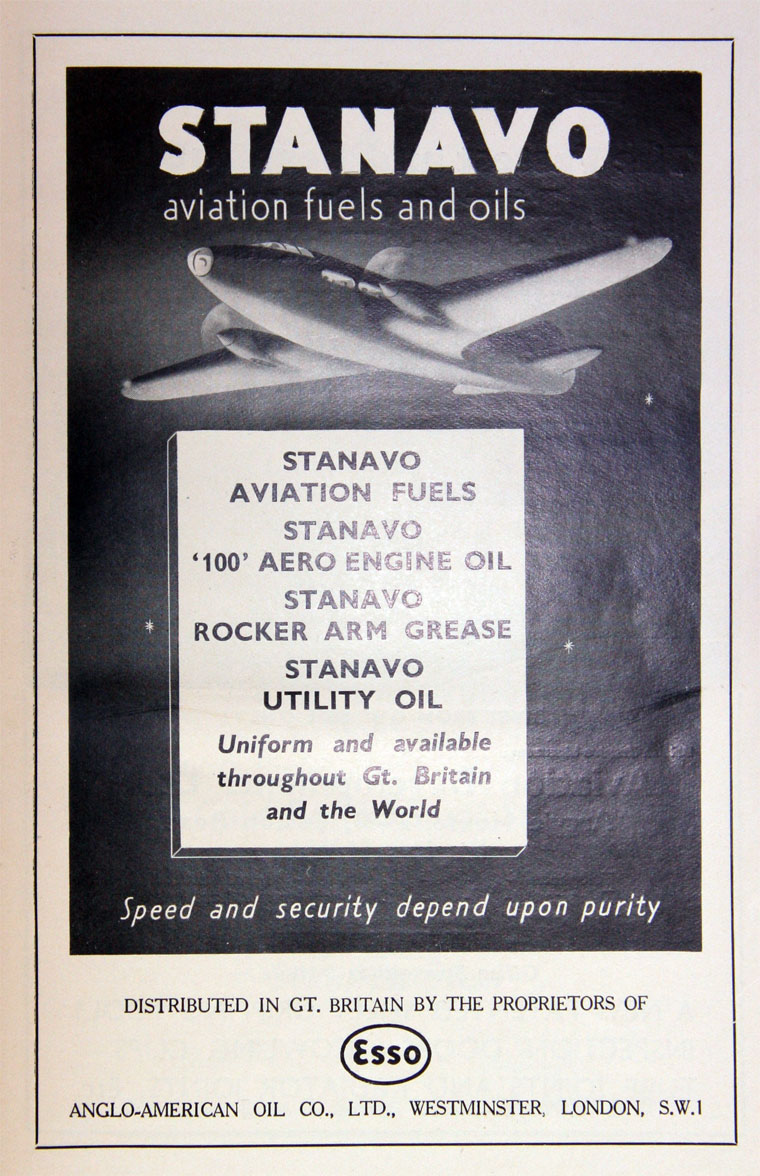 STANAVO
aviation fuels and oils
STANAVO
AVIATION FUELS
STANAVO
‘100’ AERO ENGINE OIL
STANAVO
ROCKER ARM GREASE
STANAVO
UTILITY OIL
Uniform and available
throughout Gt. Britain
and the World
Speed and security depend upon purity
DISTRIBUTED IN GT. BRITAIN BY THE PROPRIETORS OF
Esso
ANGLO-AMERICAN OIL CO., LTD., WESTMINSTER, LONDON, S.W.1